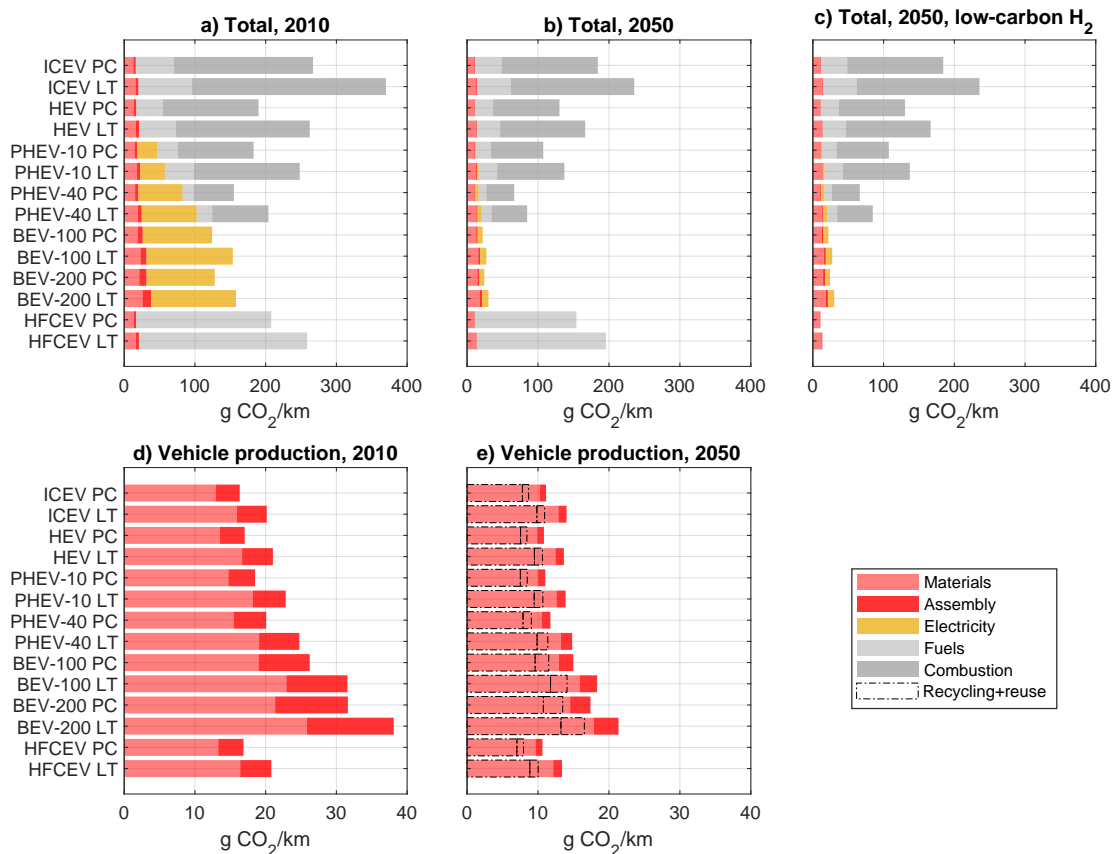 a) Total, 2010
ICEV PC
ICEV LT
HEV PC
HEV LT
PHEV-10 PC
PHEV-10 LT
PHEV-40 PC
PHEV-40 LT
BEV-100 PC
BEV-100 LT
BEV-200 PC
BEV-200 LT
HFCEV PC
HFCEV LT
0 100 200 300 400
g CO2/km
b) Total, 2050
0 100 200 300 400
g CO2/km
c) Total, 2050, low-carbon H2
0 100 200 300 400
g CO2/km
d) Vehicle production, 2010
ICEV PC
ICEV LT
HEV PC
HEV LT
PHEV-10 PC
PHEV-10 LT
PHEV-40 PC
PHEV-40 LT
BEV-100 PC
BEV-100 LT
BEV-200 PC
BEV-200 LT
HFCEV PC
HFCEV LT
0 10 20 30 40
g CO2/km
e) Vehicle production, 2050
0 10 20 30 40
g CO2/km
Materials
Assembly
Electricity
Fuels
Combustion
Recycling+reuse